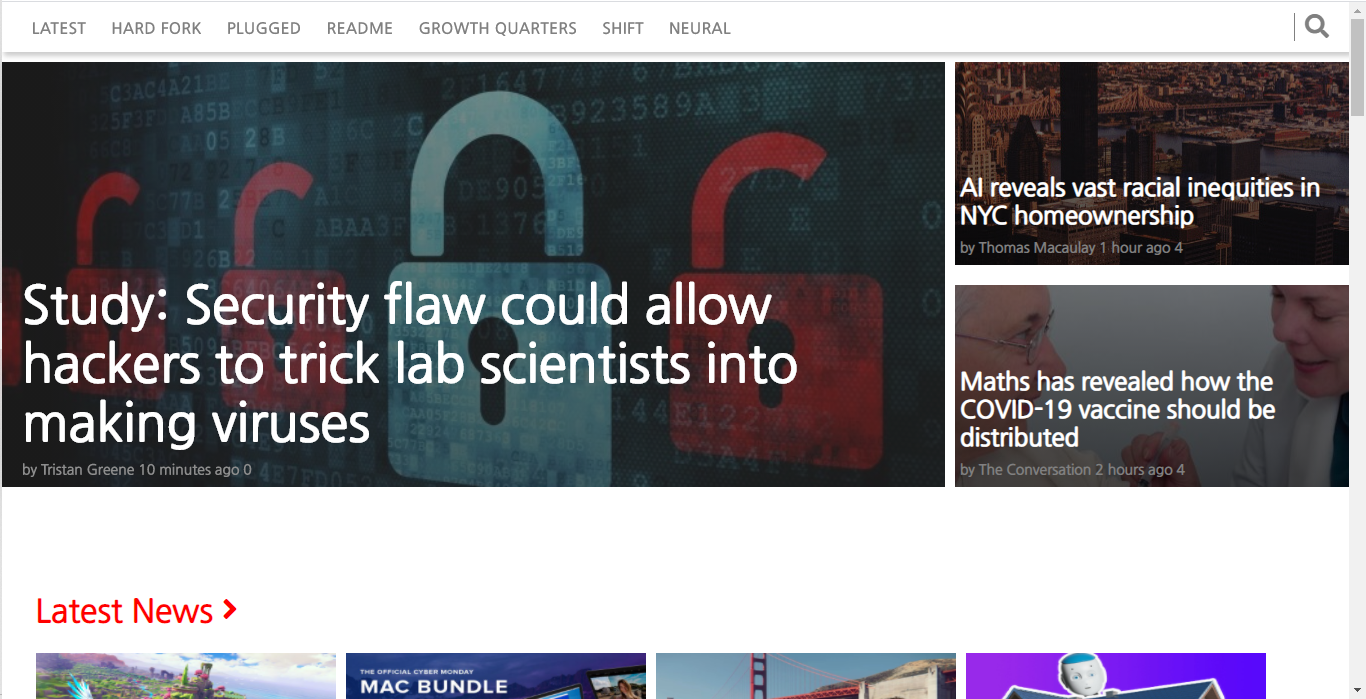 LATEST HARD FORK PLUGGED README GROWTH QUARTERS SHIFT NEURAL
Study: Security flaw could allow
hackers to trick lab scientists into
making viruses
by Tristan Greene 10 minutes ago 0
AI reveals vast racial inequities in
NYC homeownership
by Thomas Macaulay 1 hour ago 4
Maths has revealed how the
COVID-19 vaccine should be
distributed
by The Conversation 2 hours ago 4
Latest News
THE OFFICIAL CYBER MONDAY
MAC BUNDLE